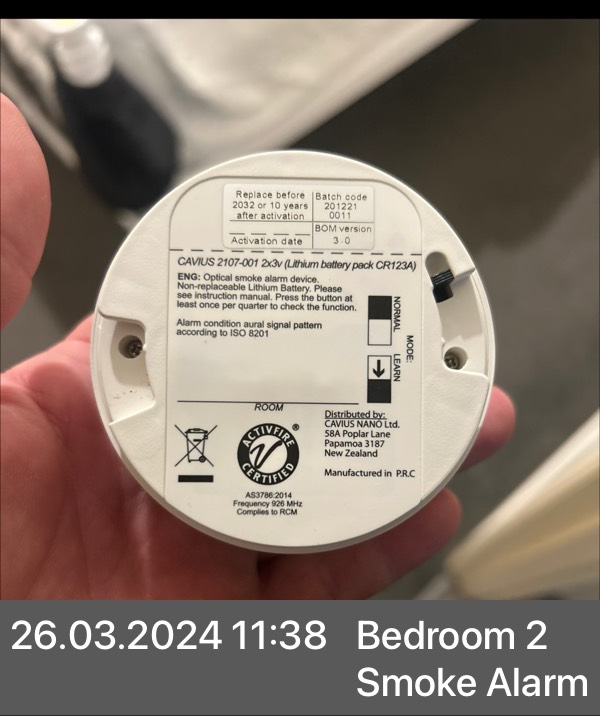 Replace before
2032 or 10 years
after activation
Activation date
Batch code
201221
0011
BOM version
3 0
CAVIUS 2107-001 2x3v (Lithium battery pack CR123A)
ENG: Optical smoke alarm device.
Non-replaceable Lithium Battery. Please
see instruction manual. Press the button at
least once per quarter to check the function.
Alarm condition aural signal pattern
according to ISO 8201
NORMAL
MODE:
LEARN
ROOM
ACTIVFIRE
®
CERTIFIED
AS3786:2014
Frequency 926 MHz
Complies to RCM
Distributed by:
CAVIUS NANO Ltd.
58A Poplar Lane
Papamoa 3187
New Zealand
Manufactured in P.R.C
26.03.2024 11:38
Bedroom 2
Smoke Alarm